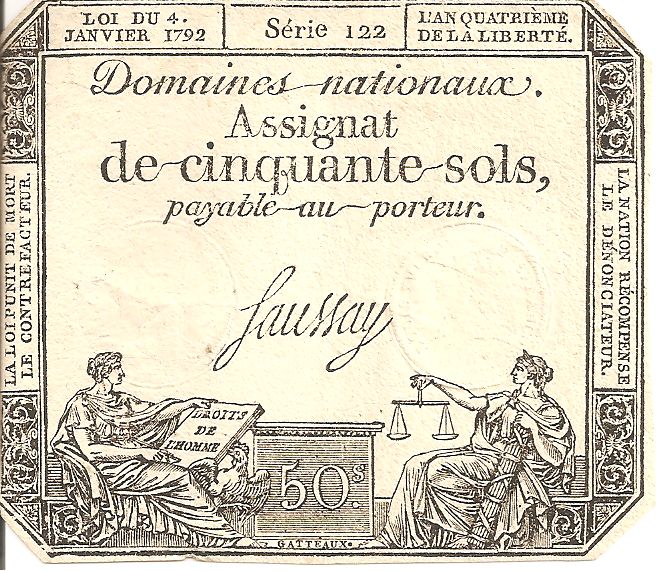 LOI DU 4.
JANVIER 1792
Série 122
L'AN QUATRIÈME
DE LA LIBERTÉ.
Domaines nationaux.
Assignat
de cinquante sols,
payable au porteur.
LA LOI PUNIT DE MORT
LE CONTREFACTEUR.
LA NATION RÉCOMPENSE
LE DÉNONCIATEUR.
Saussay
DROITS
DE
L'HOMME
50.s
GATTEAUX.